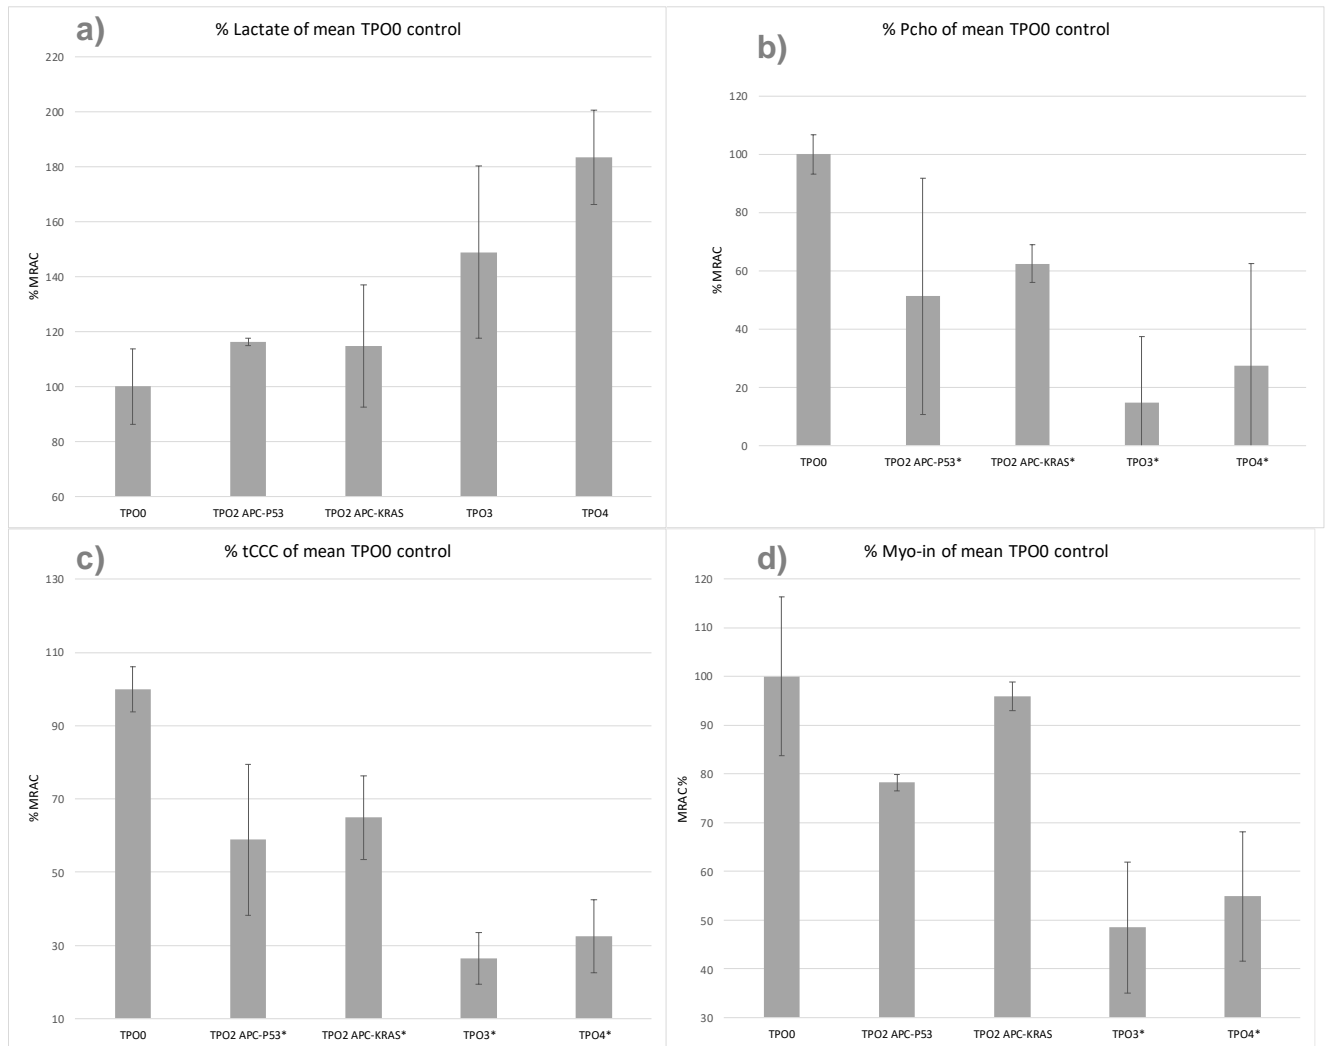 a)
% Lactate of mean TPO0 control
220
200
180
160
140
120
100
80
60
% MRAC
TPO0 TPO2 APC-P53 TPO2 APC-KRAS TPO3 TPO4
b)
% Pcho of mean TPO0 control
120
100
80
60
40
20
0
% MRAC
TPO0 TPO2 APC-P53* TPO2 APC-KRAS* TPO3* TPO4*
c)
% tCCC of mean TPO0 control
130
110
90
70
50
30
10
% MRAC
TPO0 TPO2 APC-P53* TPO2 APC-KRAS* TPO3* TPO4*
d)
% Myo-in of mean TPO0 control
120
110
100
90
80
70
60
50
40
30
MRAC %
TPO0 TPO2 APC-P53 TPO2 APC-KRAS TPO3* TPO4*